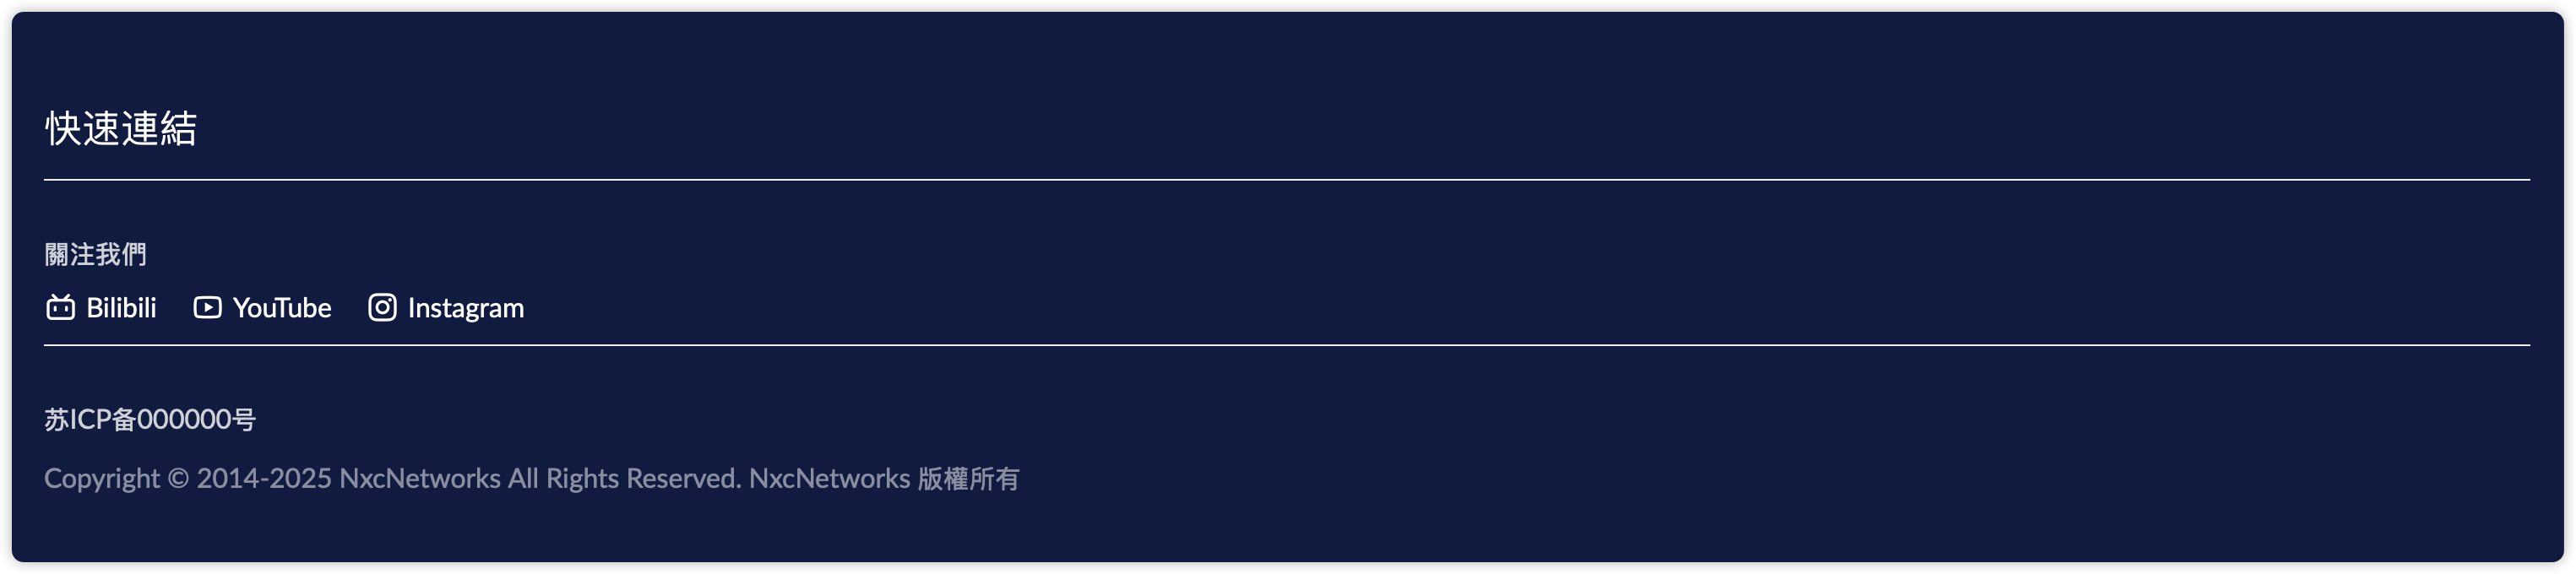 快速連結
關注我們
Bilibili YouTube Instagram
苏ICP备000000号
Copyright © 2014-2025 NxcNetworks All Rights Reserved. NxcNetworks 版權所有